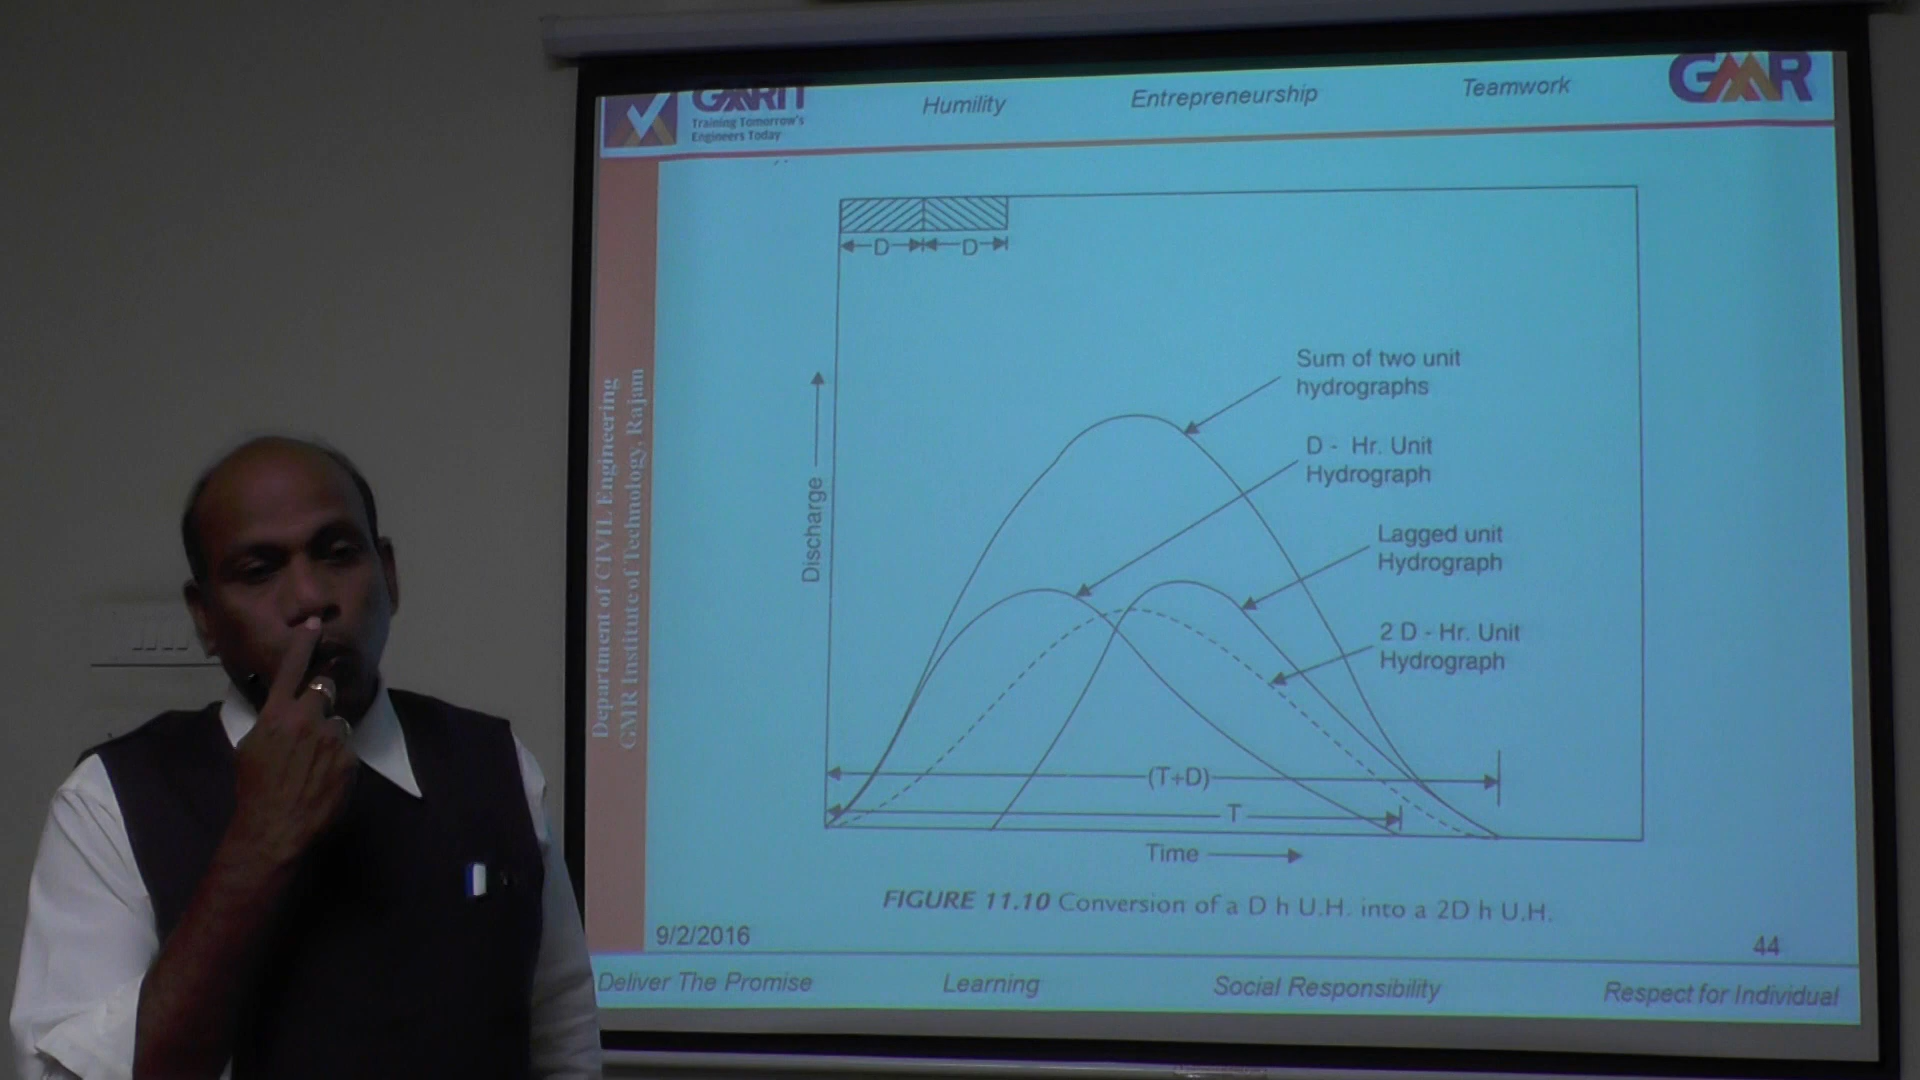 GMRIT
Training Tomorrow's
Engineers Today
Humility
Entrepreneurship
Teamwork
GMR
Department of CIVIL Engineering
GMR Institute of Technology, Rajam
D D
Sum of two unit
hydrographs
D - Hr. Unit
Hydrograph
Lagged unit
Hydrograph
2 D - Hr. Unit
Hydrograph
Discharge
(T+D)
T
Time
FIGURE 11.10 Conversion of a D h U.H. into a 2D h U.H.
9/2/2016
44
Deliver The Promise
Learning
Social Responsibility
Respect for Individual